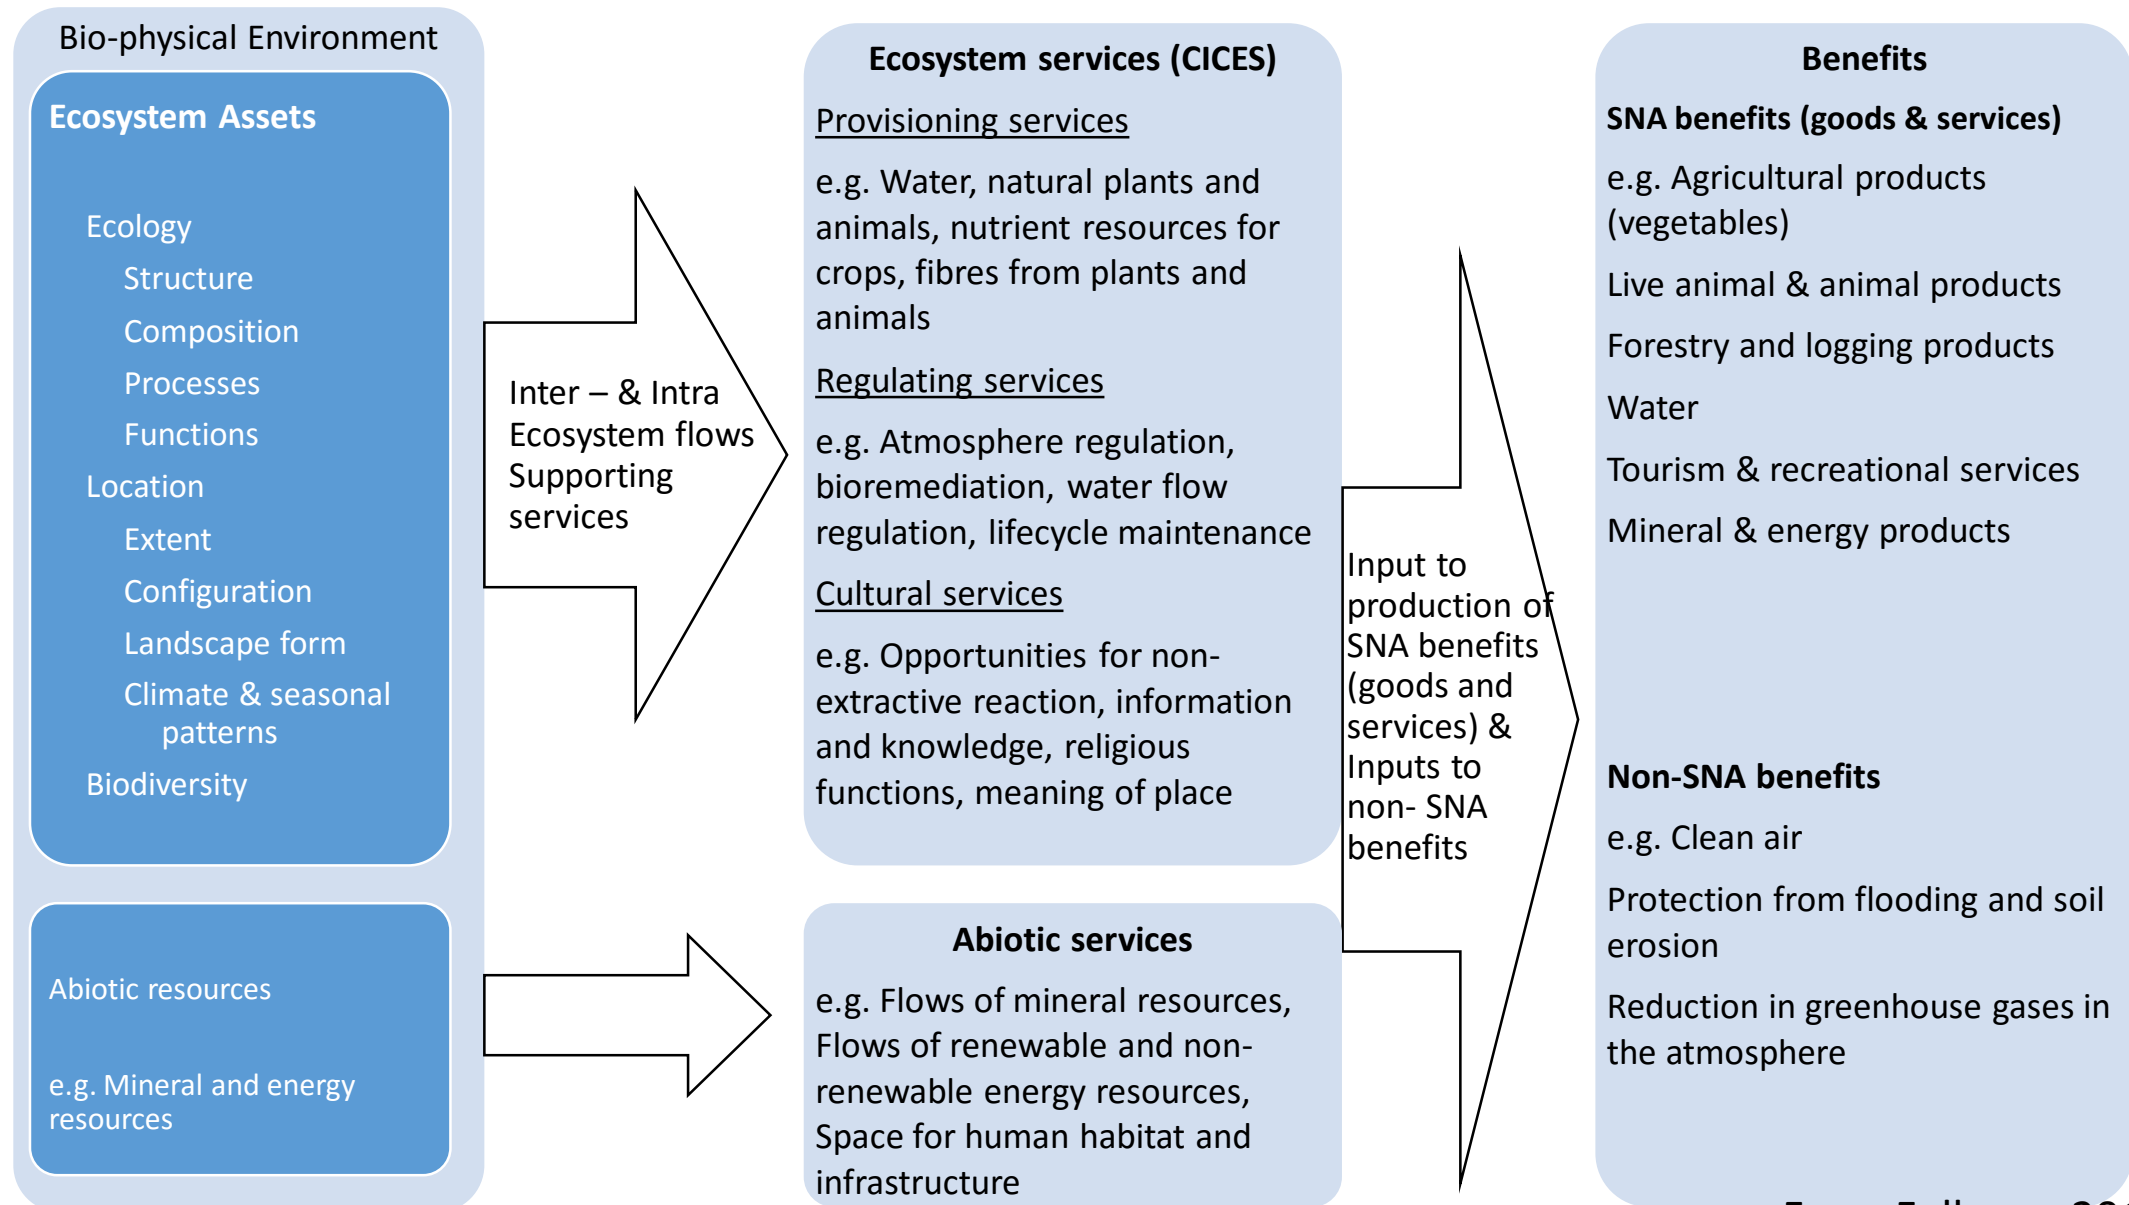 Bio-physical Environment
Ecosystem Assets
Ecology
Structure
Composition
Processes
Functions
Location
Extent
Configuration
Landscape form
Climate & seasonal
patterns
Biodiversity
Abiotic resources
e.g. Mineral and energy
resources
Inter – & Intra
Ecosystem flows
Supporting
services
Ecosystem services (CICES)
Provisioning services
e.g. Water, natural plants and
animals, nutrient resources for
crops, fibres from plants and
animals
Regulating services
e.g. Atmosphere regulation,
bioremediation, water flow
regulation, lifecycle maintenance
Cultural services
e.g. Opportunities for non-
extractive reaction, information
and knowledge, religious
functions, meaning of place
Abiotic services
e.g. Flows of mineral resources,
Flows of renewable and non-
renewable energy resources,
Space for human habitat and
infrastructure
Input to
production of
SNA benefits
(goods and
services) &
Inputs to
non- SNA
benefits
Benefits
SNA benefits (goods & services)
e.g. Agricultural products
(vegetables)
Live animal & animal products
Forestry and logging products
Water
Tourism & recreational services
Mineral & energy products
Non-SNA benefits
e.g. Clean air
Protection from flooding and soil
erosion
Reduction in greenhouse gases in
the atmosphere